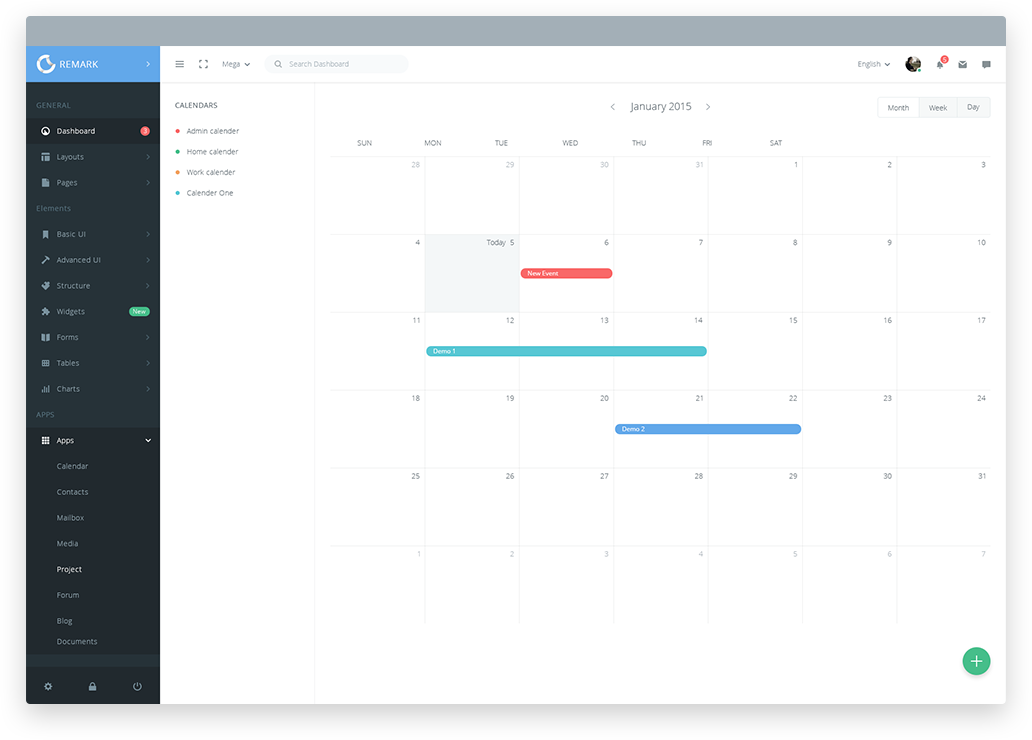 REMARK
Mega
Search Dashboard
English
5
GENERAL
Dashboard 3
Layouts
Pages
Elements
Basic UI
Advanced UI
Structure
Widgets New
Forms
Tables
Charts
APPS
Apps
Calendar
Contacts
Mailbox
Media
Project
Forum
Blog
Documents
CALENDARS
Admin calender
Home calender
Work calender
Calender One
January 2015
Month Week Day
SUN MON TUE WED THU FRI SAT
28 29 30 31 1 2 3
4 Today 5 6 7 8 9 10
New Event
11 12 13 14 15 16 17
Demo 1
18 19 20 21 22 23 24
Demo 2
25 26 27 28 29 30 31
1 2 3 4 5 6 7